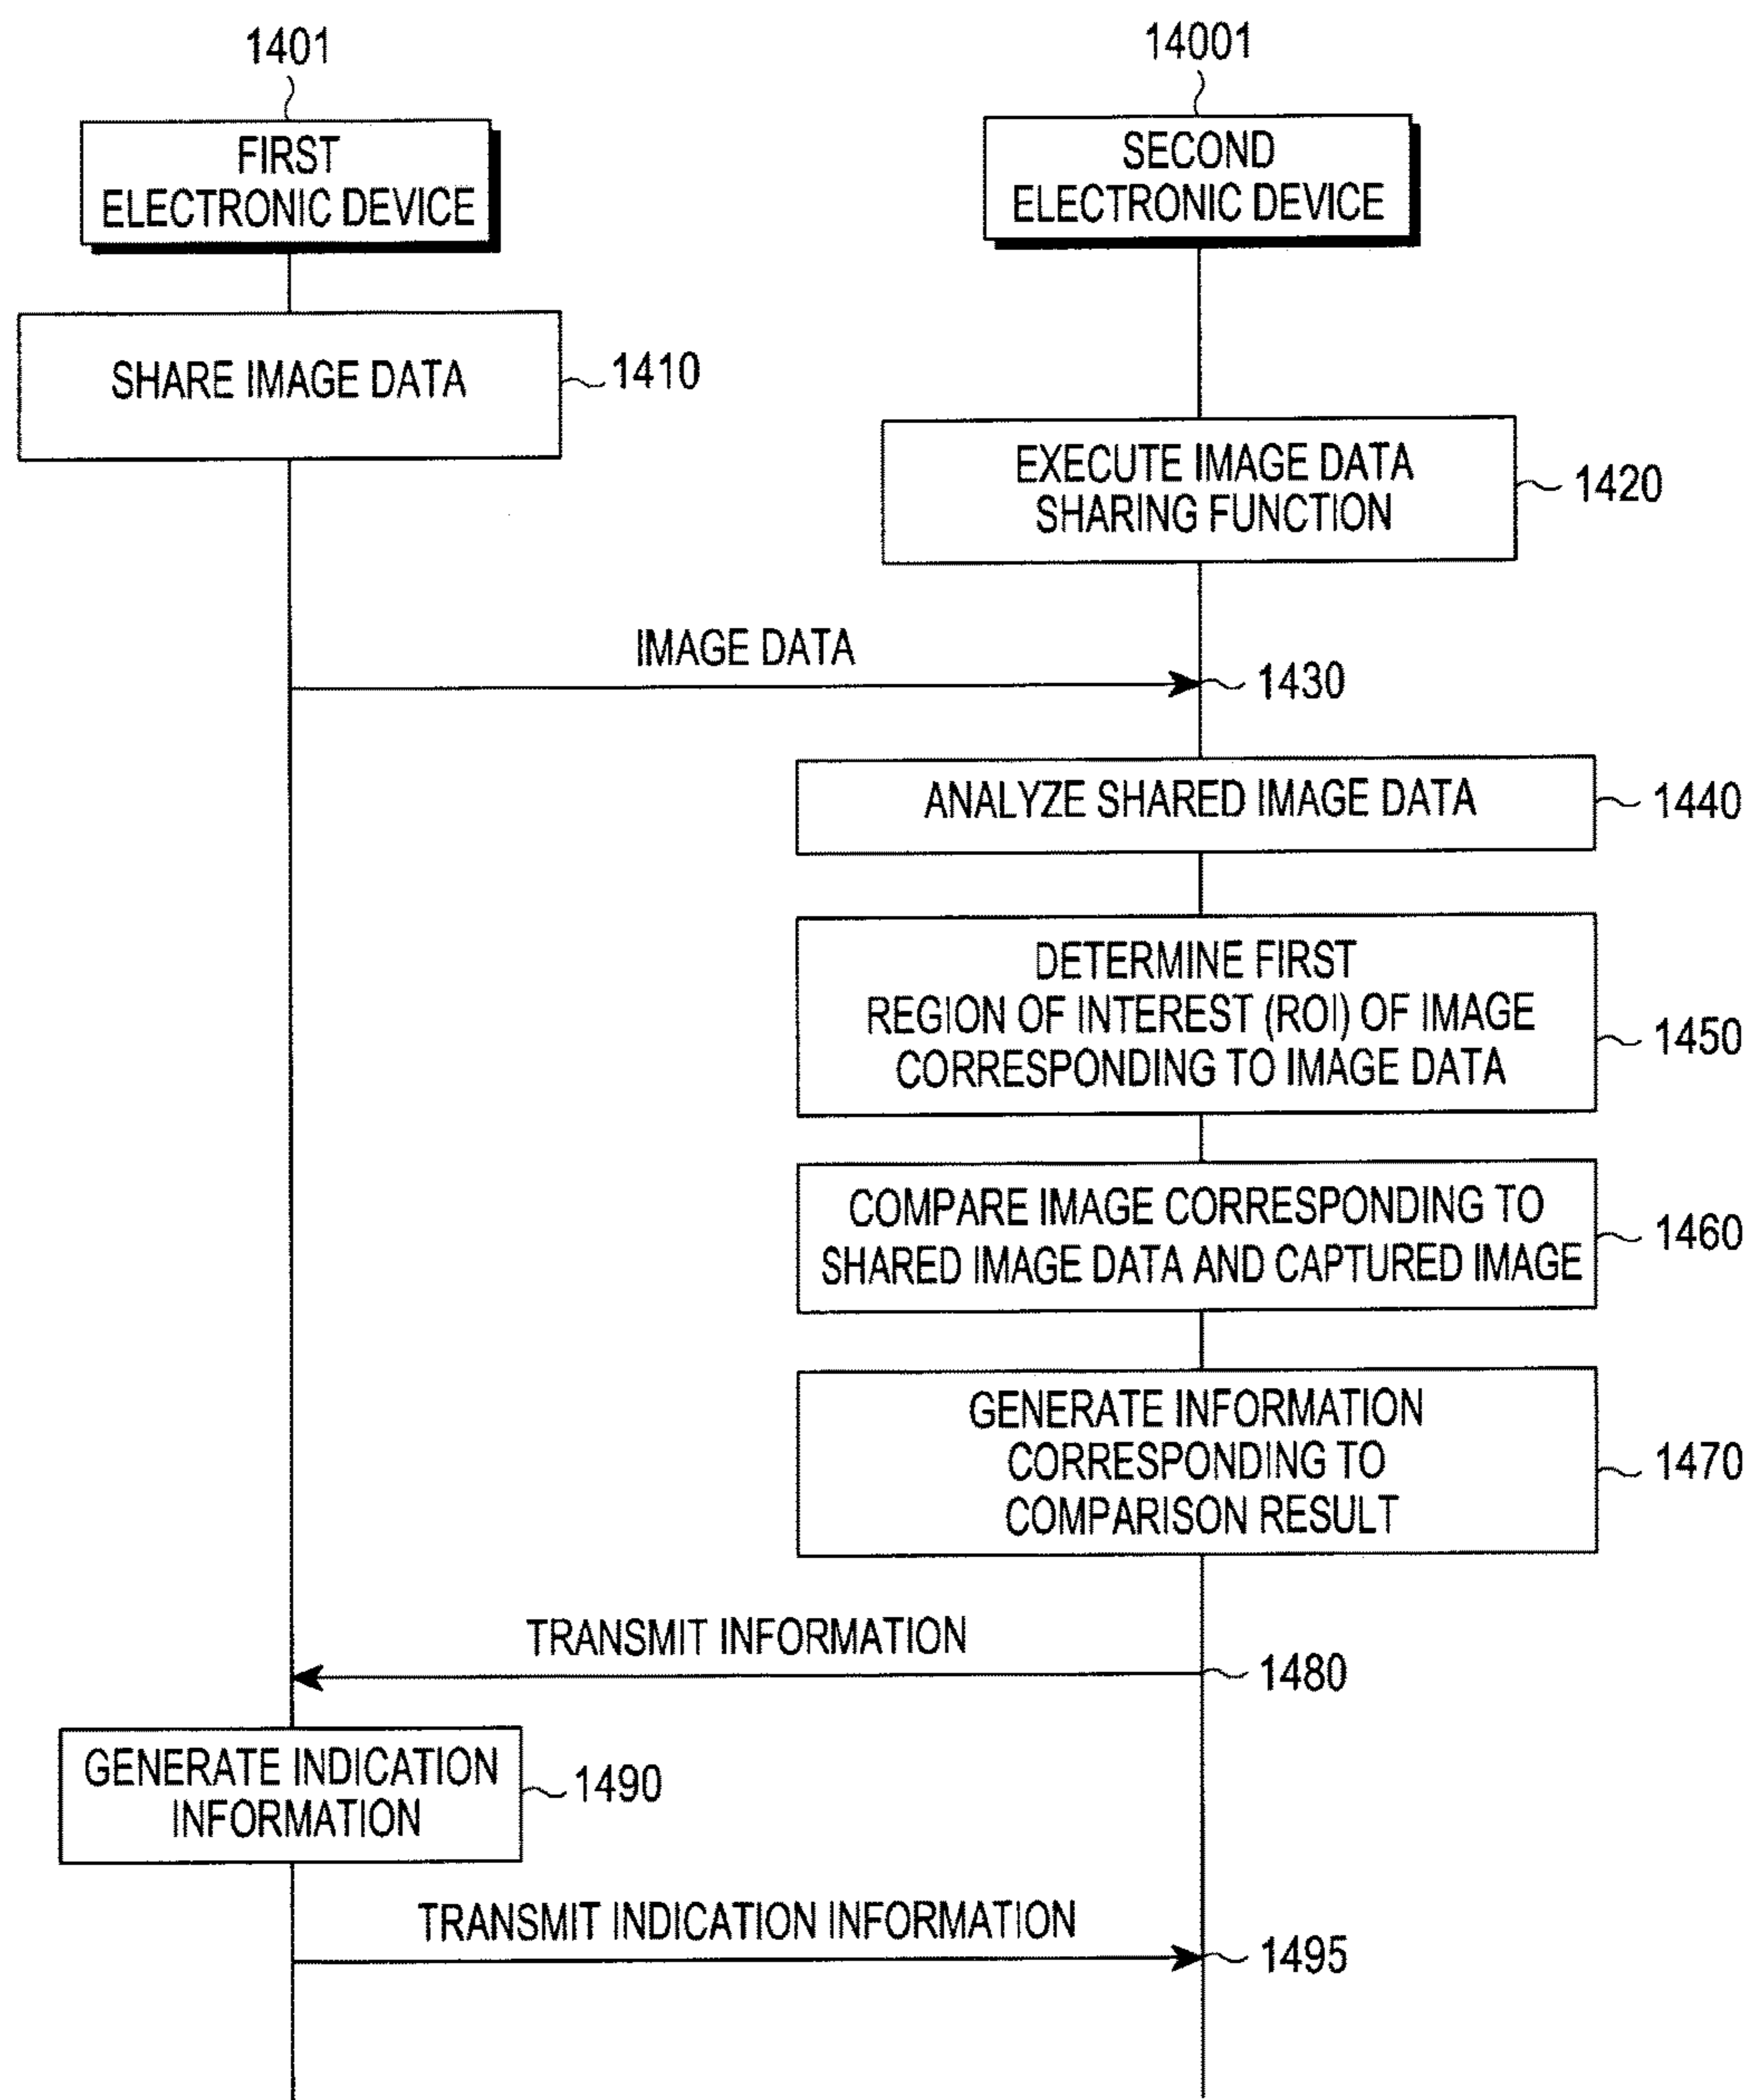 1401
14001
FIRST
ELECTRONIC DEVICE
SECOND
ELECTRONIC DEVICE
SHARE IMAGE DATA
1410
EXECUTE IMAGE DATA
SHARING FUNCTION
1420
IMAGE DATA
1430
ANALYZE SHARED IMAGE DATA
1440
DETERMINE FIRST
REGION OF INTEREST (ROI) OF IMAGE
CORRESPONDING TO IMAGE DATA
1450
COMPARE IMAGE CORRESPONDING TO
SHARED IMAGE DATA AND CAPTURED IMAGE
1460
GENERATE INFORMATION
CORRESPONDING TO
COMPARISON RESULT
1470
TRANSMIT INFORMATION
1480
GENERATE INDICATION
INFORMATION
1490
TRANSMIT INDICATION INFORMATION
1495